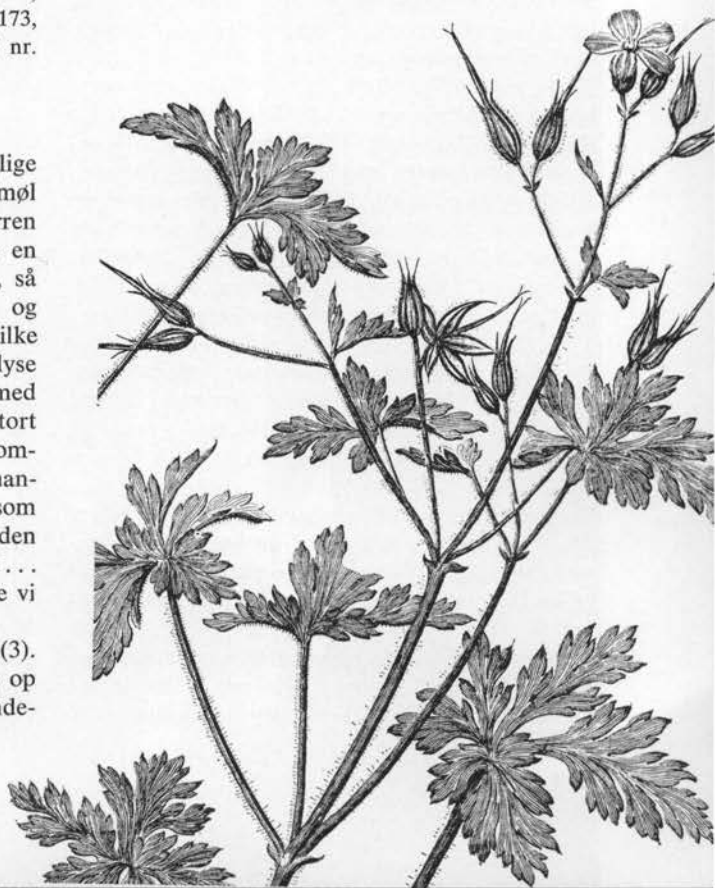 173,
nr.
lige
møl
rren
en
, så
og
ilke
lyse
med
tort
om-
nan-
som
den
...
e vi
(3).
op
nde-